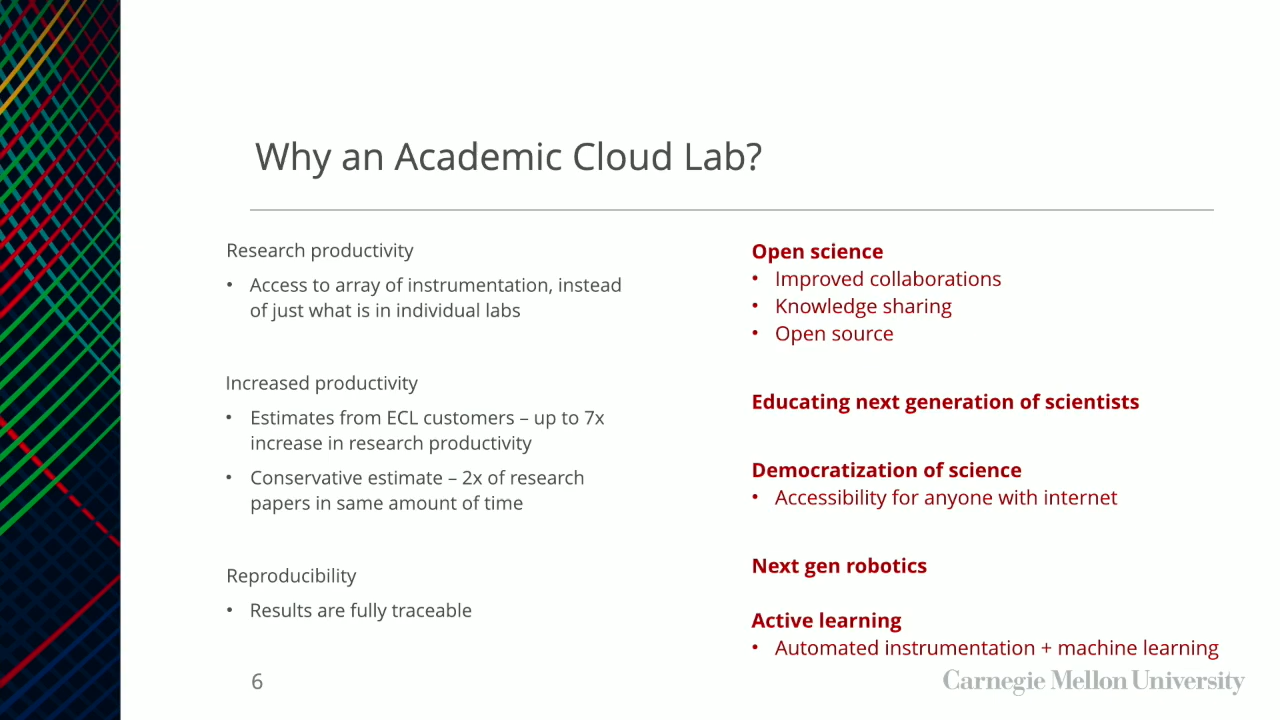 Why an Academic Cloud Lab?
Research productivity
• Access to array of instrumentation, instead
of just what is in individual labs
Increased productivity
• Estimates from ECL customers – up to 7x
increase in research productivity
• Conservative estimate – 2x of research
papers in same amount of time
Reproducibility
• Results are fully traceable
Open science
• Improved collaborations
• Knowledge sharing
• Open source
Educating next generation of scientists
Democratization of science
• Accessibility for anyone with internet
Next gen robotics
Active learning
• Automated instrumentation + machine learning
6
Carnegie Mellon University